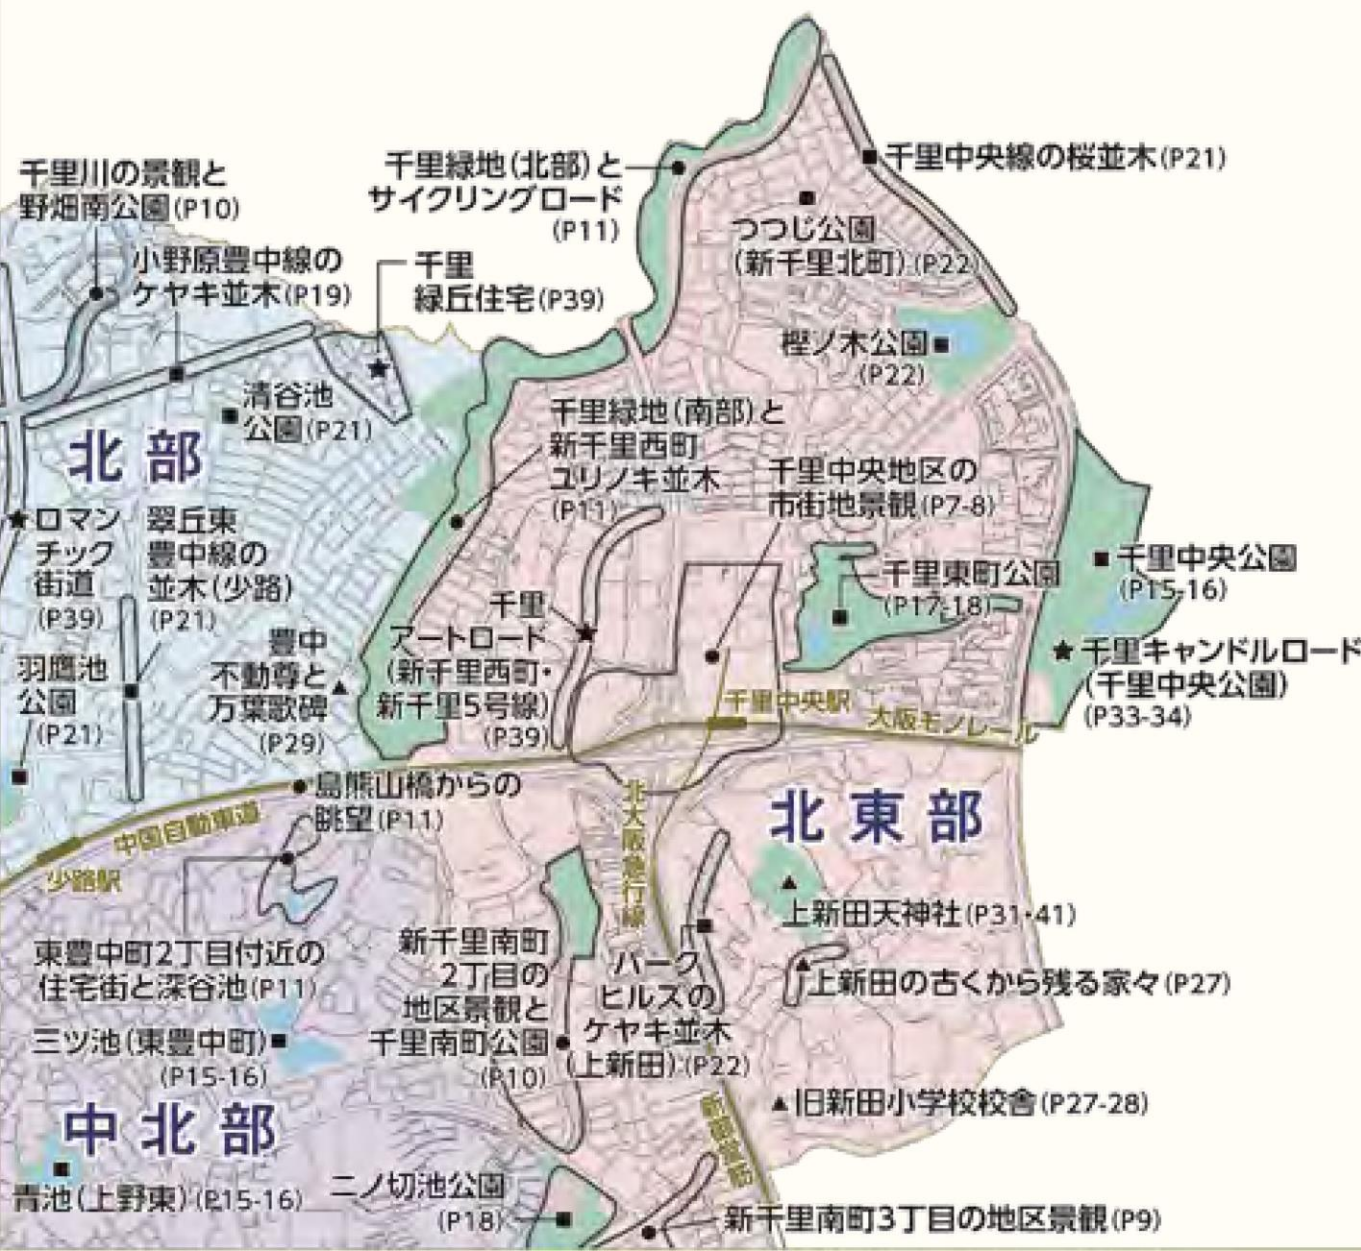 千里川の景観と
野畑南公園(P10)
小野原豊中線の
ケヤキ並木(P19)
千里
緑丘住宅(P39)
千里緑地(北部)と
サイクリングロード
(P11)
千里中央線の桜並木(P21)
つつじ公園
(新千里北町)(P22)
樫ノ木公園
(P22)
清谷池
公園(P21)
北部
千里緑地(南部)と
新千里西町
ユリノキ並木
(P11)
千里中央地区の
市街地景観(P7-8)
ロマン
チック
街道
(P39)
翠丘東
豊中線の
並木(少路)
(P21)
千里東町公園
(P17-18)
千里中央公園
(P15-16)
千里
アートロード
(新千里西町・
新千里5号線)
(P39)
豊中
不動尊と
万葉歌碑
(P29)
羽鷹池
公園
(P21)
千里キャンドルロード
(千里中央公園)
(P33-34)
千里中央駅
大阪モノレール
島熊山橋からの
眺望(P11)
中国自動車道
少路駅
北大阪急行線
北東部
上新田天神社(P31・41)
上新田の古くから残る家々(P27)
東豊中町2丁目付近の
住宅街と深谷池(P11)
新千里南町
2丁目の
地区景観と
千里南町公園
(P10)
パーク
ヒルズの
ケヤキ並木
(上新田)(P22)
三ツ池(東豊中町)
(P15-16)
中北部
旧新田小学校校舎(P27-28)
新御堂筋
青池(上野東)(P.15-16)
二ノ切池公園
(P18)
新千里南町3丁目の地区景観(P9)